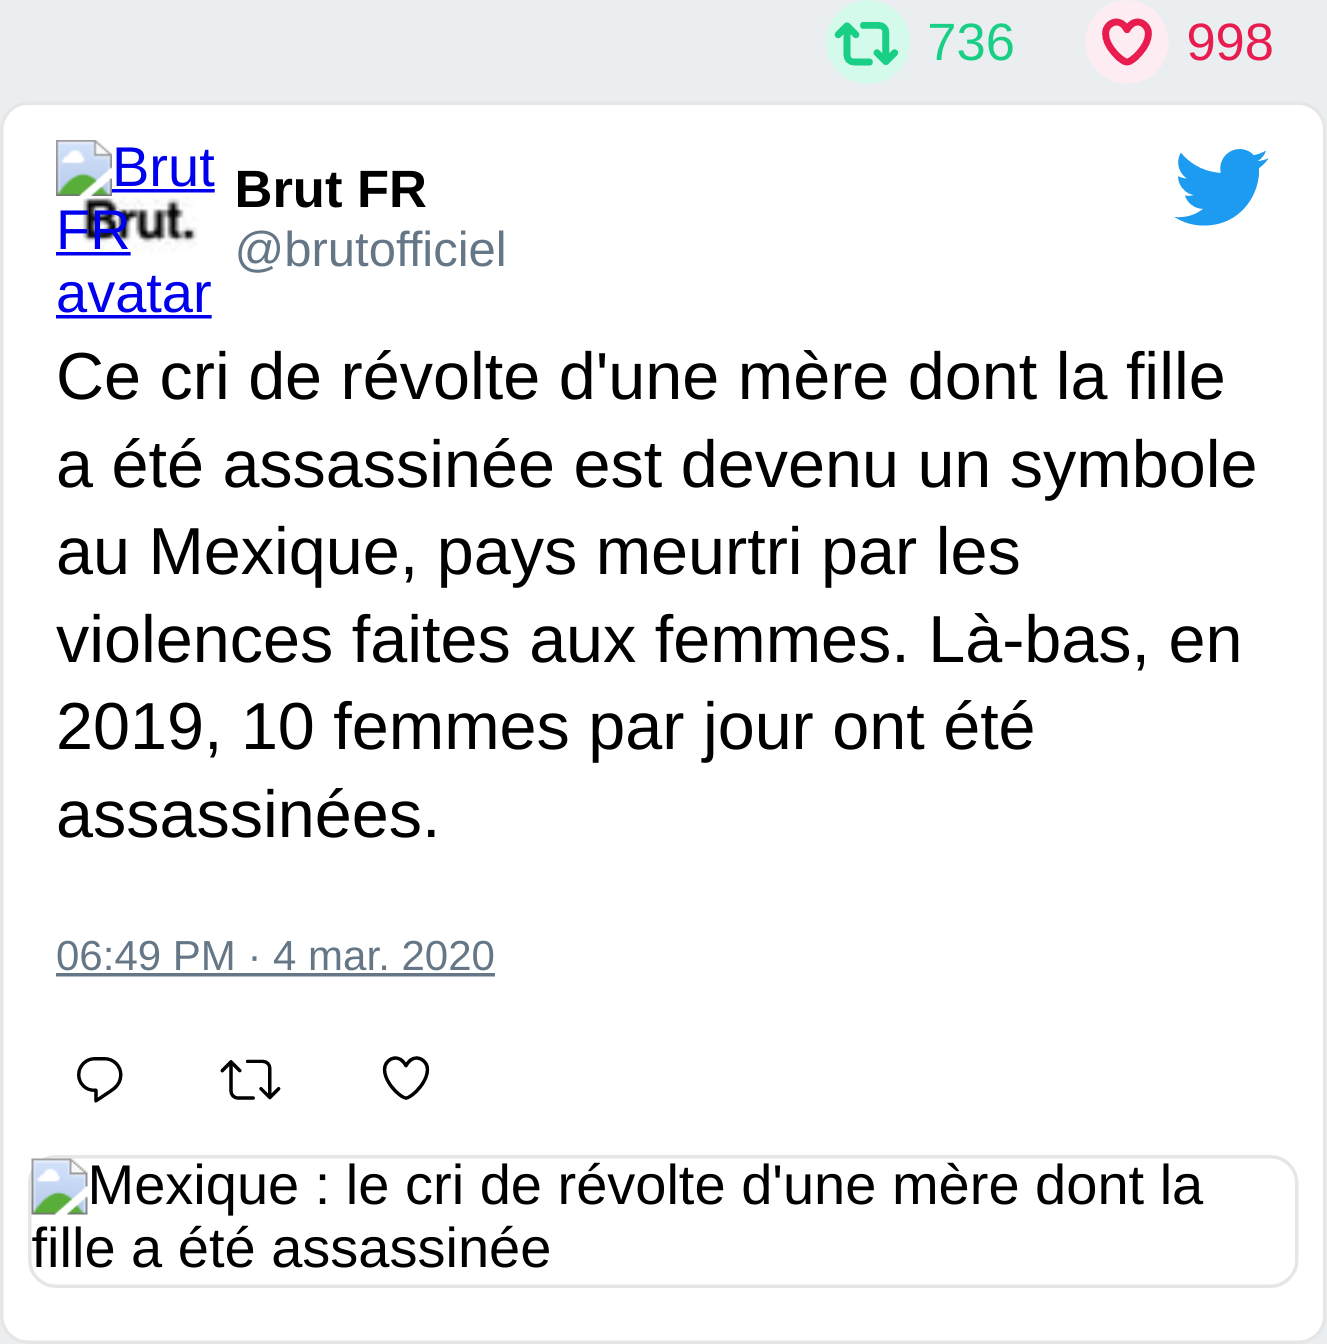 736 998
Brut FR avatar
Brut.
Brut FR
@brutofficiel
Ce cri de révolte d'une mère dont la fille
a été assassinée est devenu un symbole
au Mexique, pays meurtri par les
violences faites aux femmes. Là-bas, en
2019, 10 femmes par jour ont été
assassinées.
06:49 PM · 4 mar. 2020
Mexique : le cri de révolte d'une mère dont la
fille a été assassinée